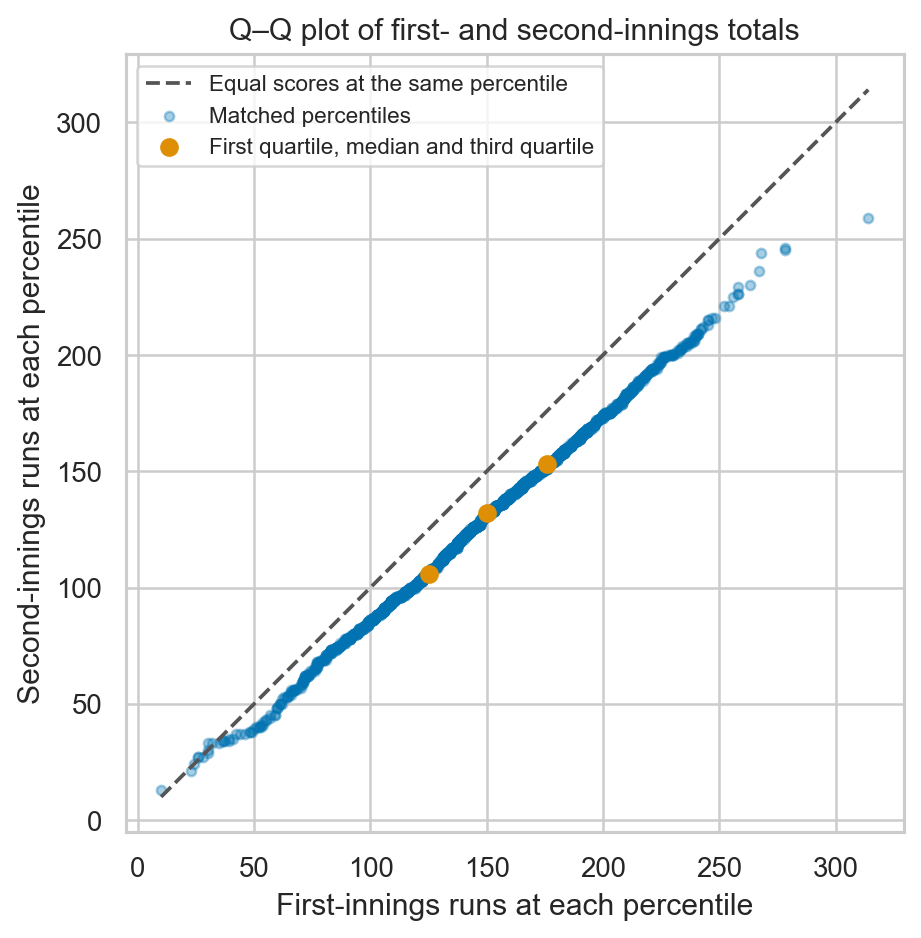 Q–Q plot of first- and second-innings totals
Equal scores at the same percentile
Matched percentiles
First quartile, median and third quartile
Second-innings runs at each percentile
300
250
200
150
100
50
0
0 50 100 150 200 250 300
First-innings runs at each percentile